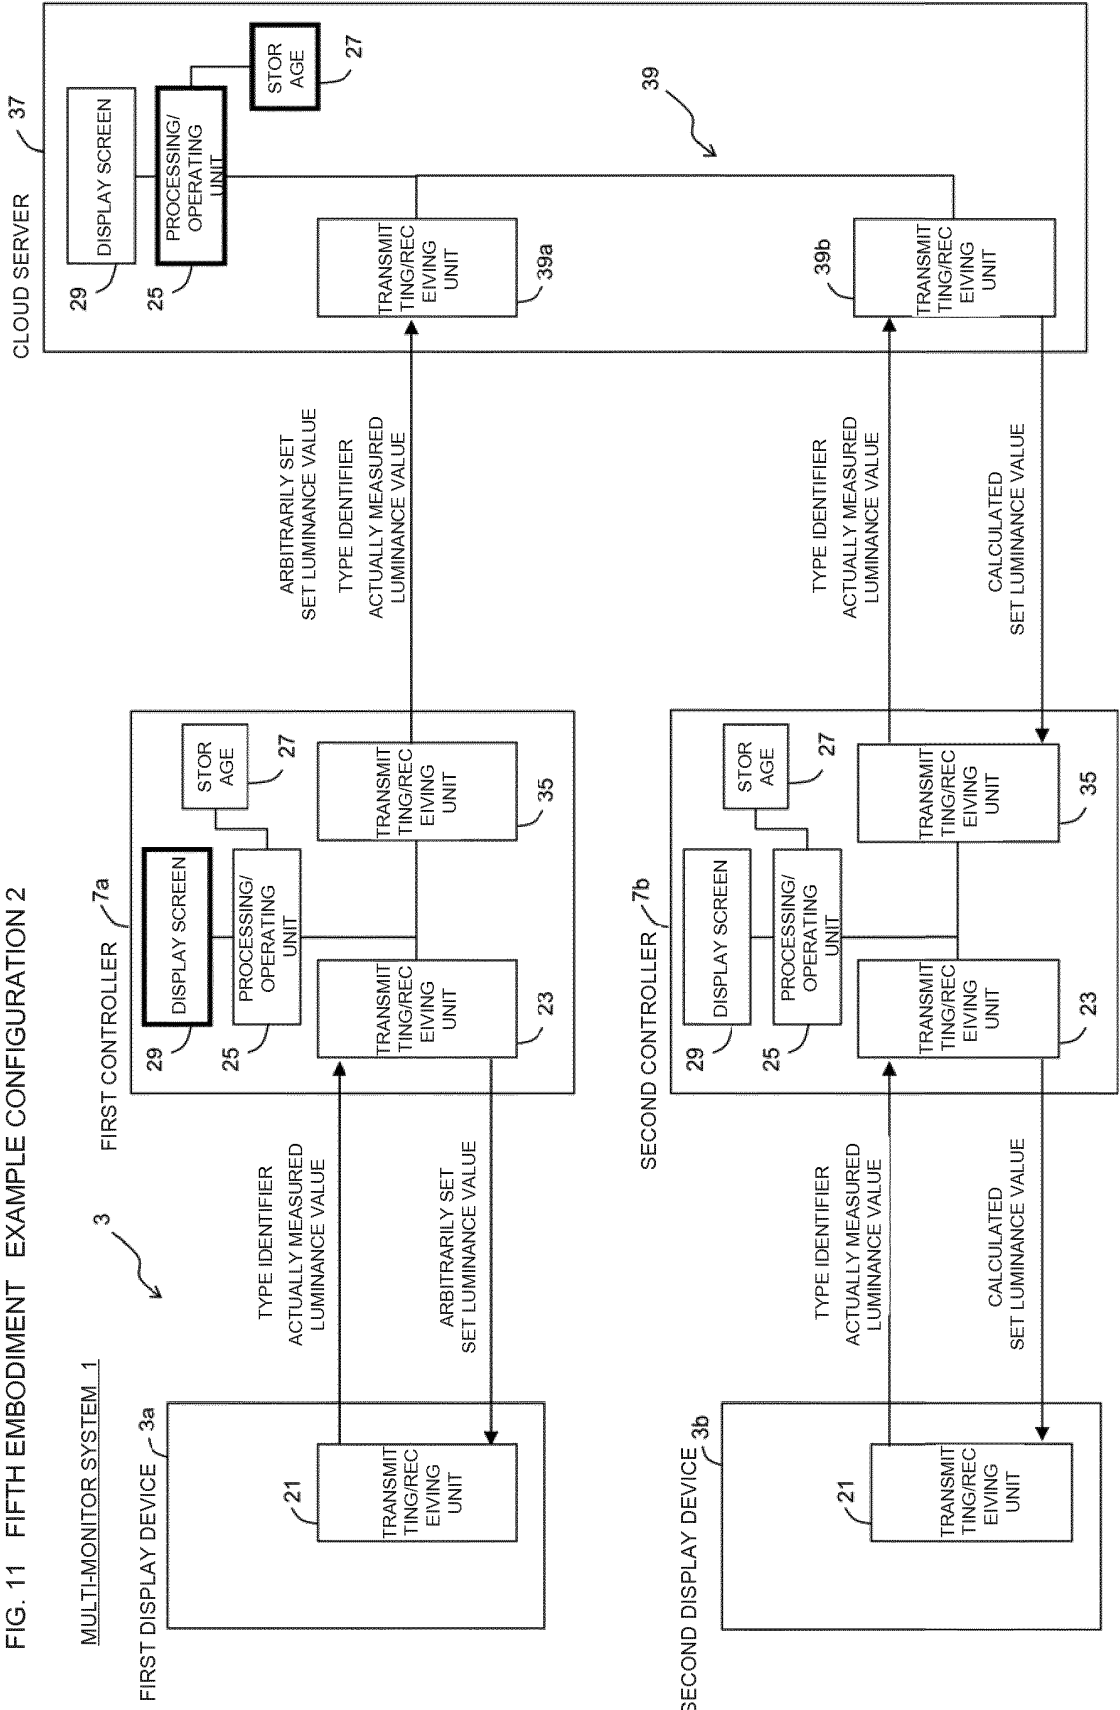 FIG. 11 FIFTH EMBODIMENT EXAMPLE CONFIGURATION 2
MULTI-MONITOR SYSTEM 1
3
FIRST DISPLAY DEVICE
3a
21
TRANSMIT
TING/REC
EIVING
UNIT
TYPE IDENTIFIER
ACTUALLY MEASURED
LUMINANCE VALUE
ARBITRARILY SET
SET LUMINANCE VALUE
FIRST CONTROLLER
7a
DISPLAY SCREEN
29
PROCESSING/
OPERATING
UNIT
25
STOR
AGE
27
TRANSMIT
TING/REC
EIVING
UNIT
23
TRANSMIT
TING/REC
EIVING
UNIT
35
ARBITRARILY SET
SET LUMINANCE VALUE
TYPE IDENTIFIER
ACTUALLY MEASURED
LUMINANCE VALUE
CLOUD SERVER
37
DISPLAY SCREEN
29
PROCESSING/
OPERATING
UNIT
25
STOR
AGE
27
TRANSMIT
TING/REC
EIVING
UNIT
39a
39
TRANSMIT
TING/REC
EIVING
UNIT
39b
SECOND DISPLAY DEVICE
3b
21
TRANSMIT
TING/REC
EIVING
UNIT
TYPE IDENTIFIER
ACTUALLY MEASURED
LUMINANCE VALUE
CALCULATED
SET LUMINANCE VALUE
SECOND CONTROLLER
7b
DISPLAY SCREEN
29
PROCESSING/
OPERATING
UNIT
25
STOR
AGE
27
TRANSMIT
TING/REC
EIVING
UNIT
23
TRANSMIT
TING/REC
EIVING
UNIT
35
TYPE IDENTIFIER
ACTUALLY MEASURED
LUMINANCE VALUE
CALCULATED
SET LUMINANCE VALUE